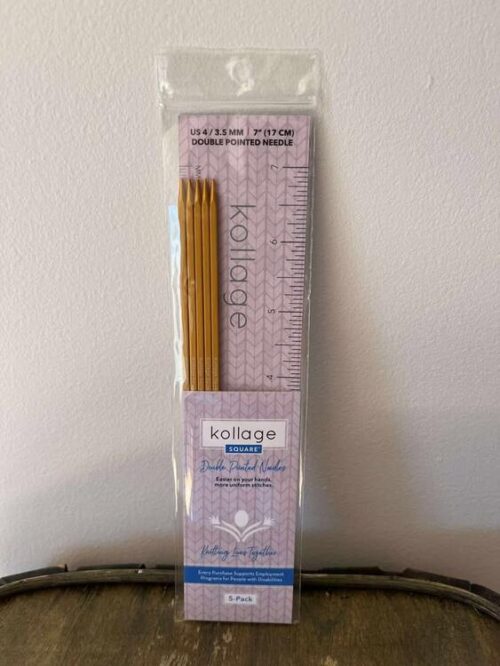 US 4 / 3.5 MM | 7" (17 CM)
DOUBLE POINTED NEEDLE
7
6
5
4
kollage
kollage
SQUARE
Double Pointed Needles
Easier on your hands,
more uniform stitches.
Knitting Lives Together
Every Purchase Supports Employment
Programs for People with Disabilities
5-Pack